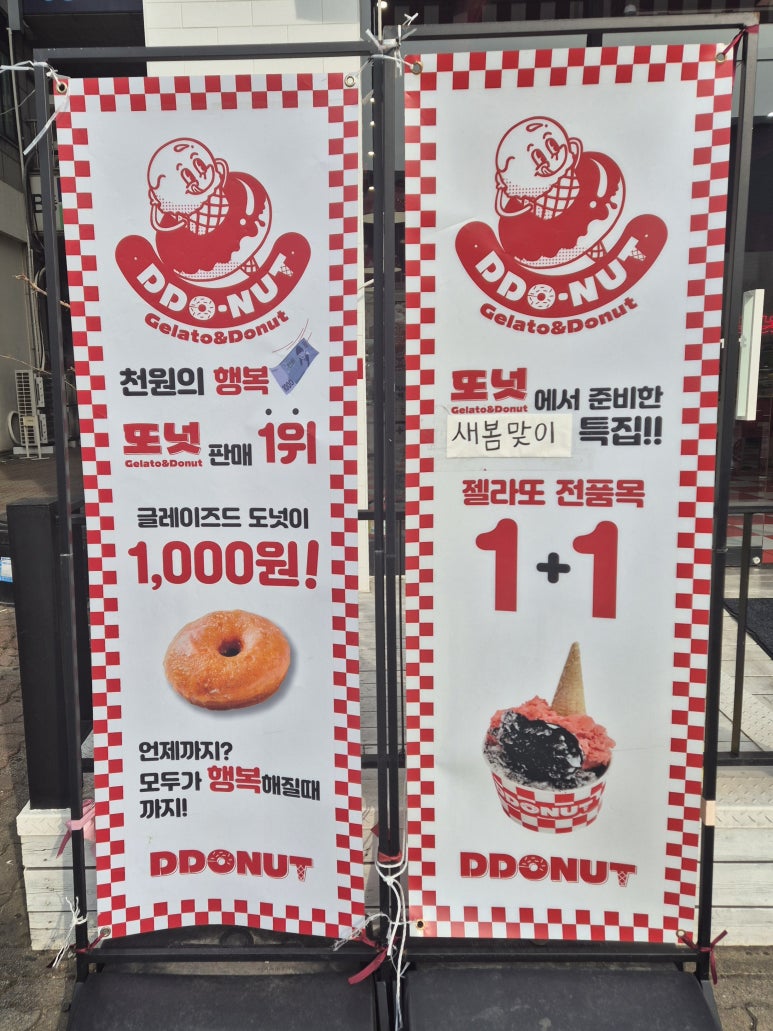 DDO·NUT
Gelato&Donut
천원의 행복
또넛
Gelato&Donut
판매 1위
글레이즈드 도넛이
1,000원!
언제까지?
모두가 행복해질때
까지!
DDONUT
DDO·NUT
Gelato&Donut
또넛
Gelato&Donut
에서 준비한
새봄맞이 특집!!
젤라또 전품목
1+1
DDONUT
DDONUT